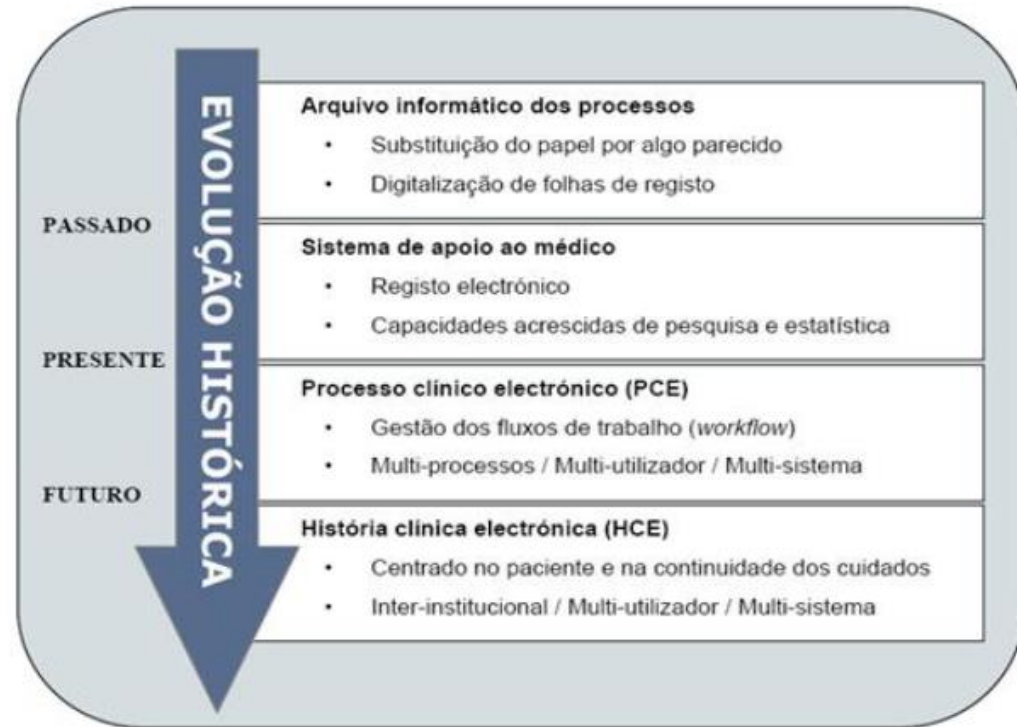 EVOLUÇÃO HISTÓRICA
Arquivo informático dos processos
• Substituição do papel por algo parecido
• Digitalização de folhas de registo
PASSADO
Sistema de apoio ao médico
• Registo electrónico
• Capacidades acrescidas de pesquisa e estatística
PRESENTE
Processo clínico electrónico (PCE)
• Gestão dos fluxos de trabalho (workflow)
• Multi-processos / Multi-utilizador / Multi-sistema
FUTURO
História clínica electrónica (HCE)
• Centrado no paciente e na continuidade dos cuidados
• Inter-institucional / Multi-utilizador / Multi-sistema